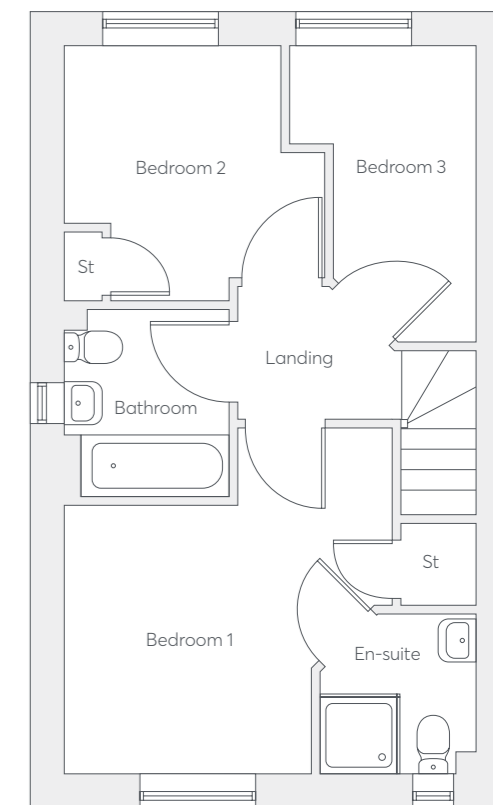 Bedroom 2
Bedroom 3
St
Landing
Bathroom
St
Bedroom 1
En-suite